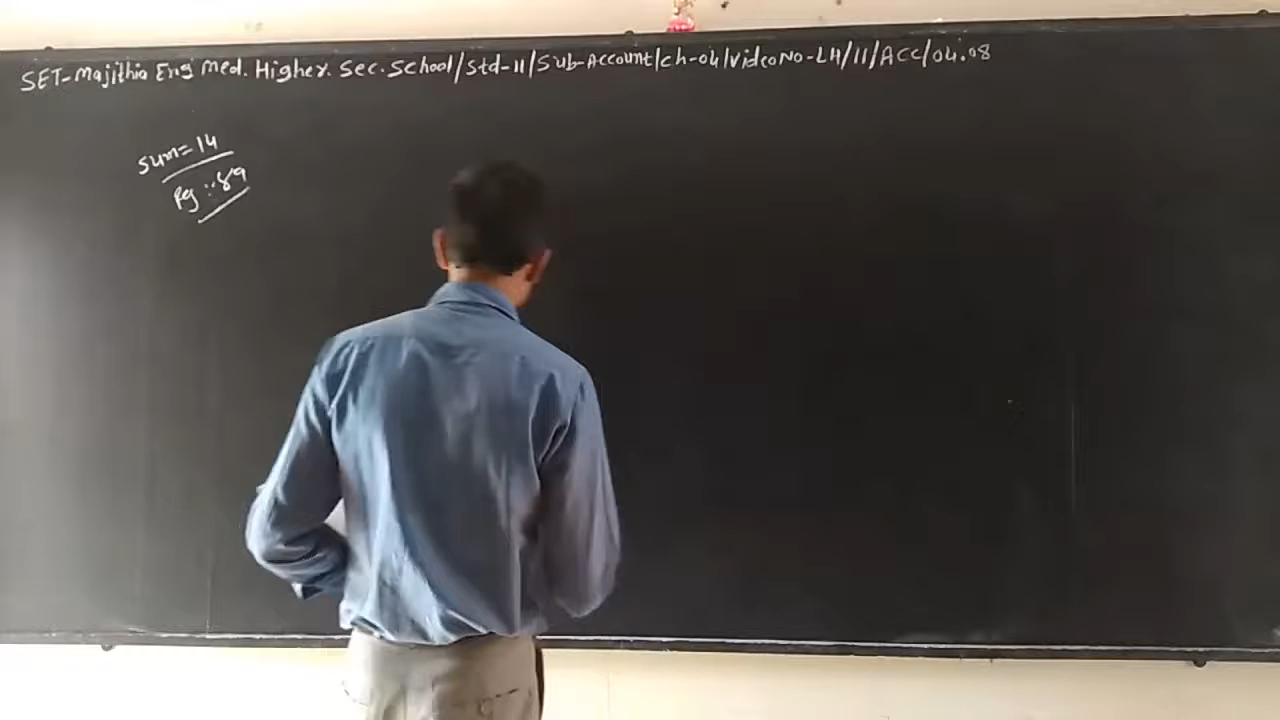 SET-Majithia Eng Med. Higher. Sec. School/Std-11/Sub-Account/ch-04/VideoNo-LH/11/Acc/04.08
Sum=14
Pg :- 89